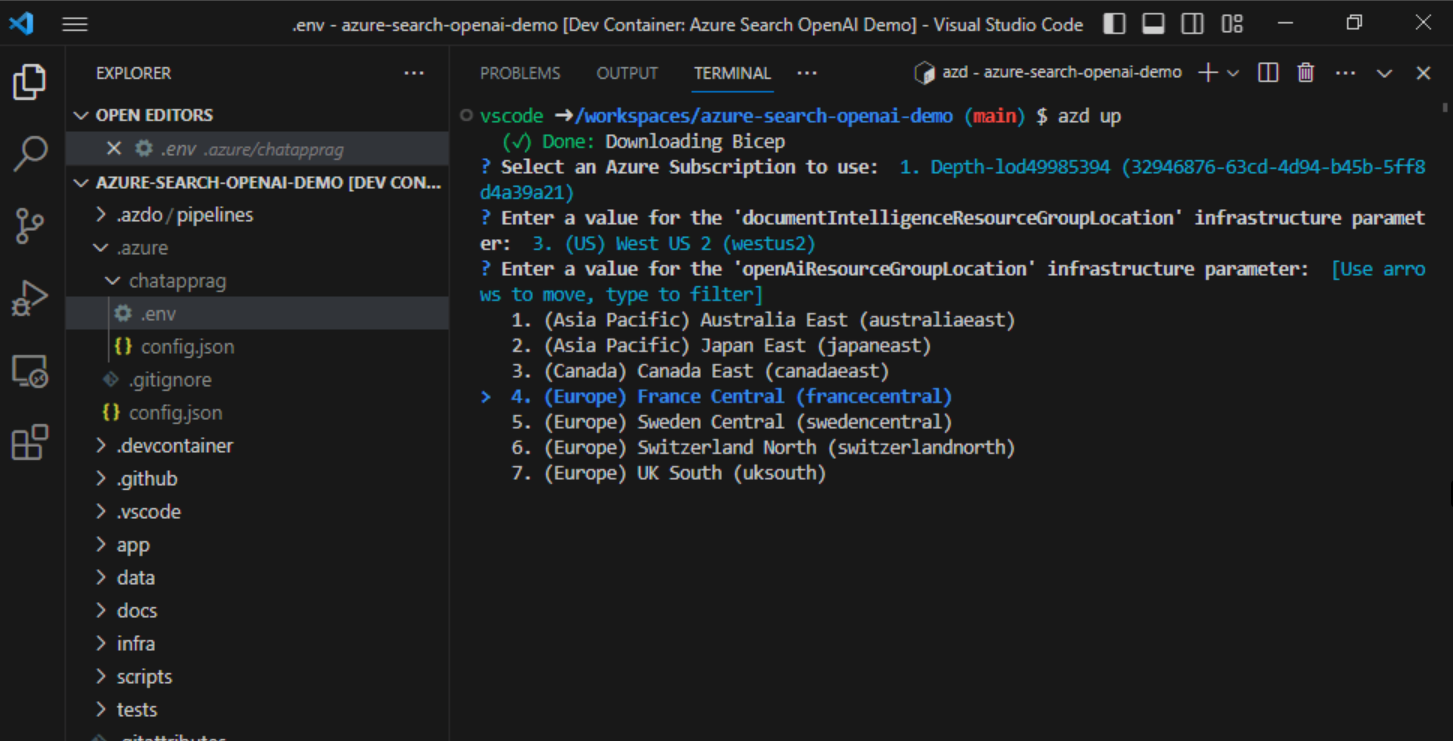 .env - azure-search-openai-demo [Dev Container: Azure Search OpenAI Demo] - Visual Studio Code
EXPLORER
OPEN EDITORS
.env .azure/chatapprag
AZURE-SEARCH-OPENAI-DEMO [DEV CON...
.azdo / pipelines
.azure
chatapprag
.env
{} config.json
.gitignore
{} config.json
.devcontainer
.github
.vscode
app
data
docs
infra
scripts
tests
.gitattributes
PROBLEMS OUTPUT TERMINAL ··· azd - azure-search-openai-demo
vscode ➜/workspaces/azure-search-openai-demo (main) $ azd up
(✓) Done: Downloading Bicep
? Select an Azure Subscription to use:  1. Depth-lod49985394 (32946876-63cd-4d94-b45b-5ff8
d4a39a21)
? Enter a value for the 'documentIntelligenceResourceGroupLocation' infrastructure paramet
er:  3. (US) West US 2 (westus2)
? Enter a value for the 'openAiResourceGroupLocation' infrastructure parameter:  [Use arro
ws to move, type to filter]
1. (Asia Pacific) Australia East (australiaeast)
2. (Asia Pacific) Japan East (japaneast)
3. (Canada) Canada East (canadaeast)
> 4. (Europe) France Central (francecentral)
5. (Europe) Sweden Central (swedencentral)
6. (Europe) Switzerland North (switzerlandnorth)
7. (Europe) UK South (uksouth)